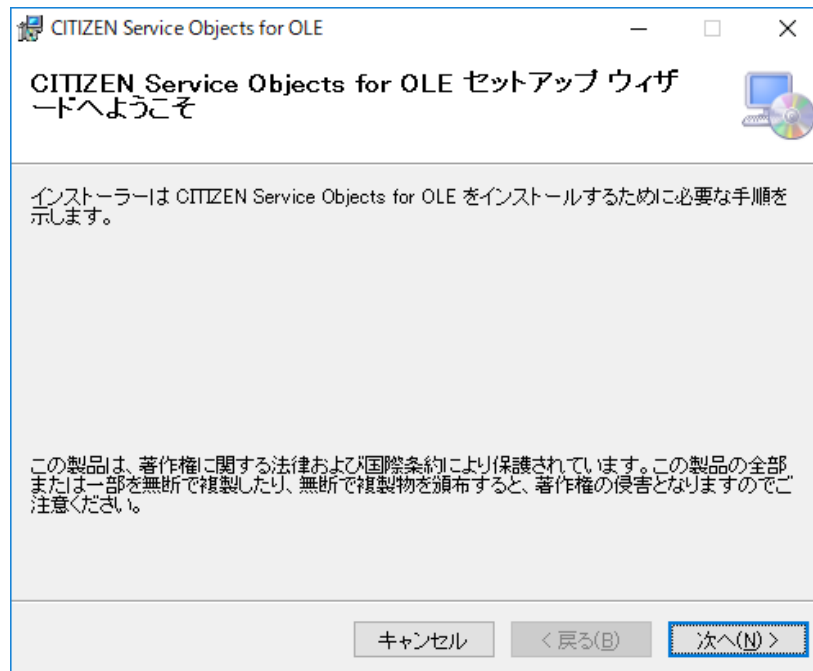 CITIZEN Service Objects for OLE
CITIZEN Service Objects for OLE セットアップ ウィザ
ードへようこそ
インストーラーは CITIZEN Service Objects for OLE をインストールするために必要な手順を
示します。
この製品は、著作権に関する法律および国際条約により保護されています。この製品の全部
または一部を無断で複製したり、無断で複製物を頒布すると、著作権の侵害となりますのでご
注意ください。
キャンセル < 戻る(B) 次へ(N) >